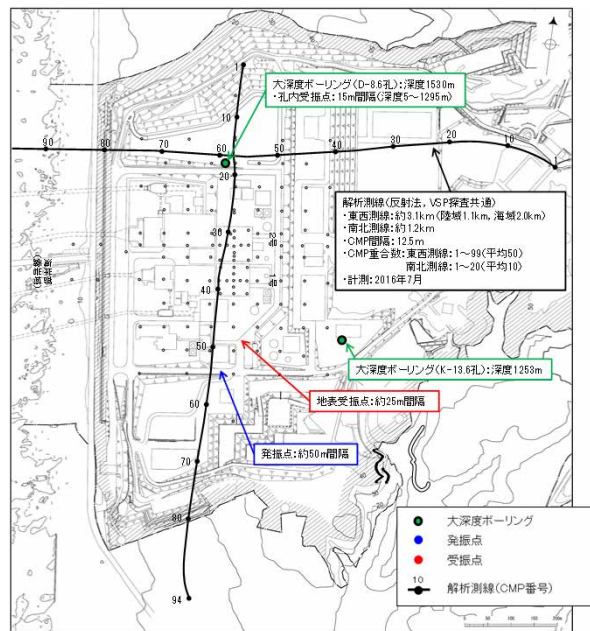 1
大深度ボーリング(D-8.6孔):深度1530m
・孔内受振点:15m間隔(深度5～1295m)
10
90
80
70
60
50
40
30
20
10
1
20
解析測線(反射法,VSP探査共通)
・東西測線:約3.1km(陸域1.1km,海域2.0km)
・南北測線:約1.2km
・CMP間隔:12.5m
・CMP重合数:東西測線:1～99(平均50)
南北測線:1～20(平均10)
・計測:2016年7月
30
2号
1号
40
50
大深度ボーリング(K-13.6孔):深度1253m
地表受振点:約25m間隔
60
発振点:約50m間隔
70
80
94
大深度ボーリング
発振点
受振点
10
解析測線(CMP番号)